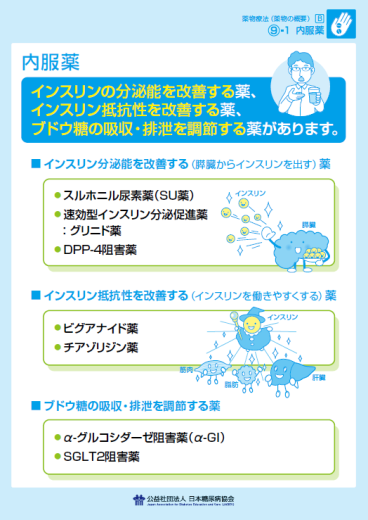 薬物療法（薬物の概要） B
⑨-1 内服薬
内服薬
インスリンの分泌能を改善する薬、
インスリン抵抗性を改善する薬、
ブドウ糖の吸収・排泄を調節する薬があります。
■ インスリン分泌能を改善する（膵臓からインスリンを出す）薬
● スルホニル尿素薬（SU薬）
● 速効型インスリン分泌促進薬
：グリニド薬
● DPP-4阻害薬
インスリン
膵臓
■ インスリン抵抗性を改善する（インスリンを働きやすくする）薬
● ビグアナイド薬
● チアゾリジン薬
インスリン
筋肉
脂肪
肝臓
■ ブドウ糖の吸収・排泄を調節する薬
● α-グルコシダーゼ阻害薬（α-GI）
● SGLT2阻害薬
公益社団法人 日本糖尿病協会